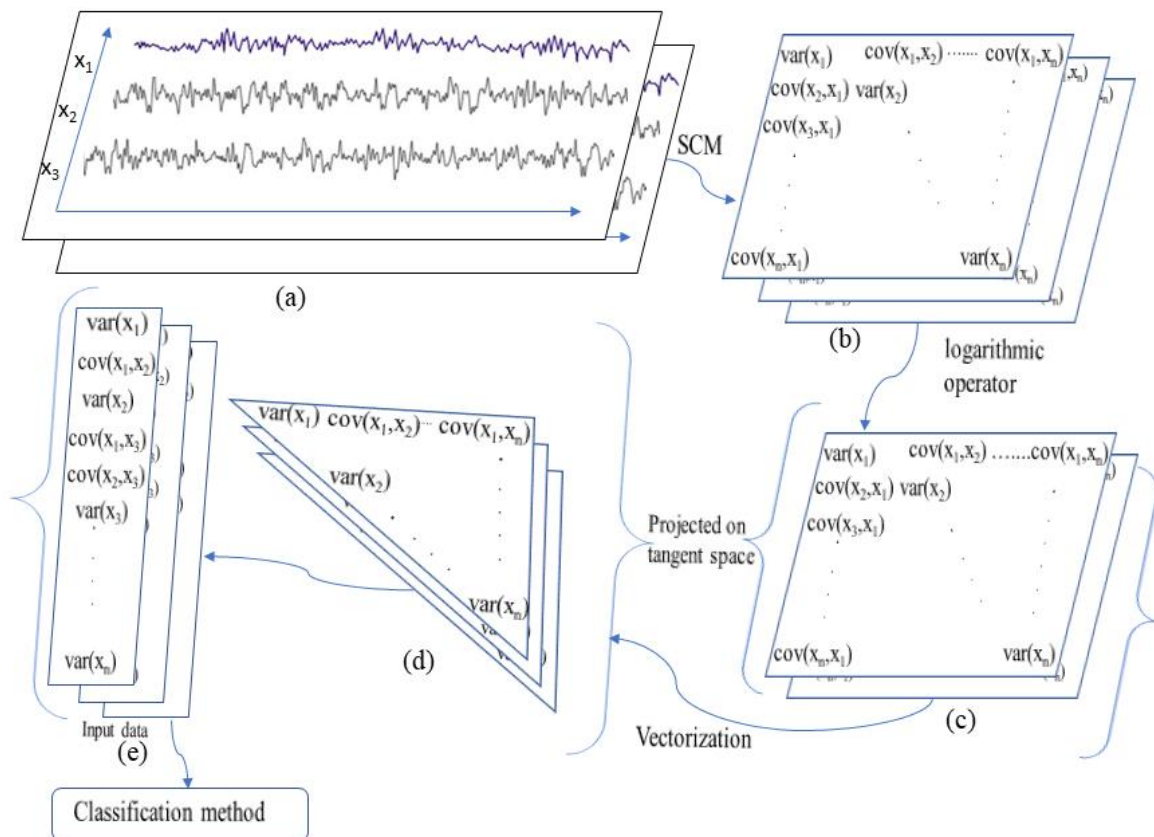 x₁
x₂
x₃
(a)
SCM
var(x₁) cov(x₁,x₂) ....... cov(x₁,xₙ)
cov(x₂,x₁) var(x₂)
cov(x₃,x₁)
cov(xₙ,x₁) var(xₙ)
(b)
logarithmic
operator
var(x₁) cov(x₁,x₂) .......cov(x₁,xₙ)
cov(x₂,x₁) var(x₂)
cov(x₃,x₁)
cov(xₙ,x₁) var(xₙ)
(c)
Projected on
tangent space
Vectorization
var(x₁) cov(x₁,x₂)... cov(x₁,xₙ)
var(x₂)
var(xₙ)
(d)
var(x₁)
cov(x₁,x₂)
var(x₂)
cov(x₁,x₃)
cov(x₂,x₃)
var(x₃)
var(xₙ)
Input data
(e)
Classification method